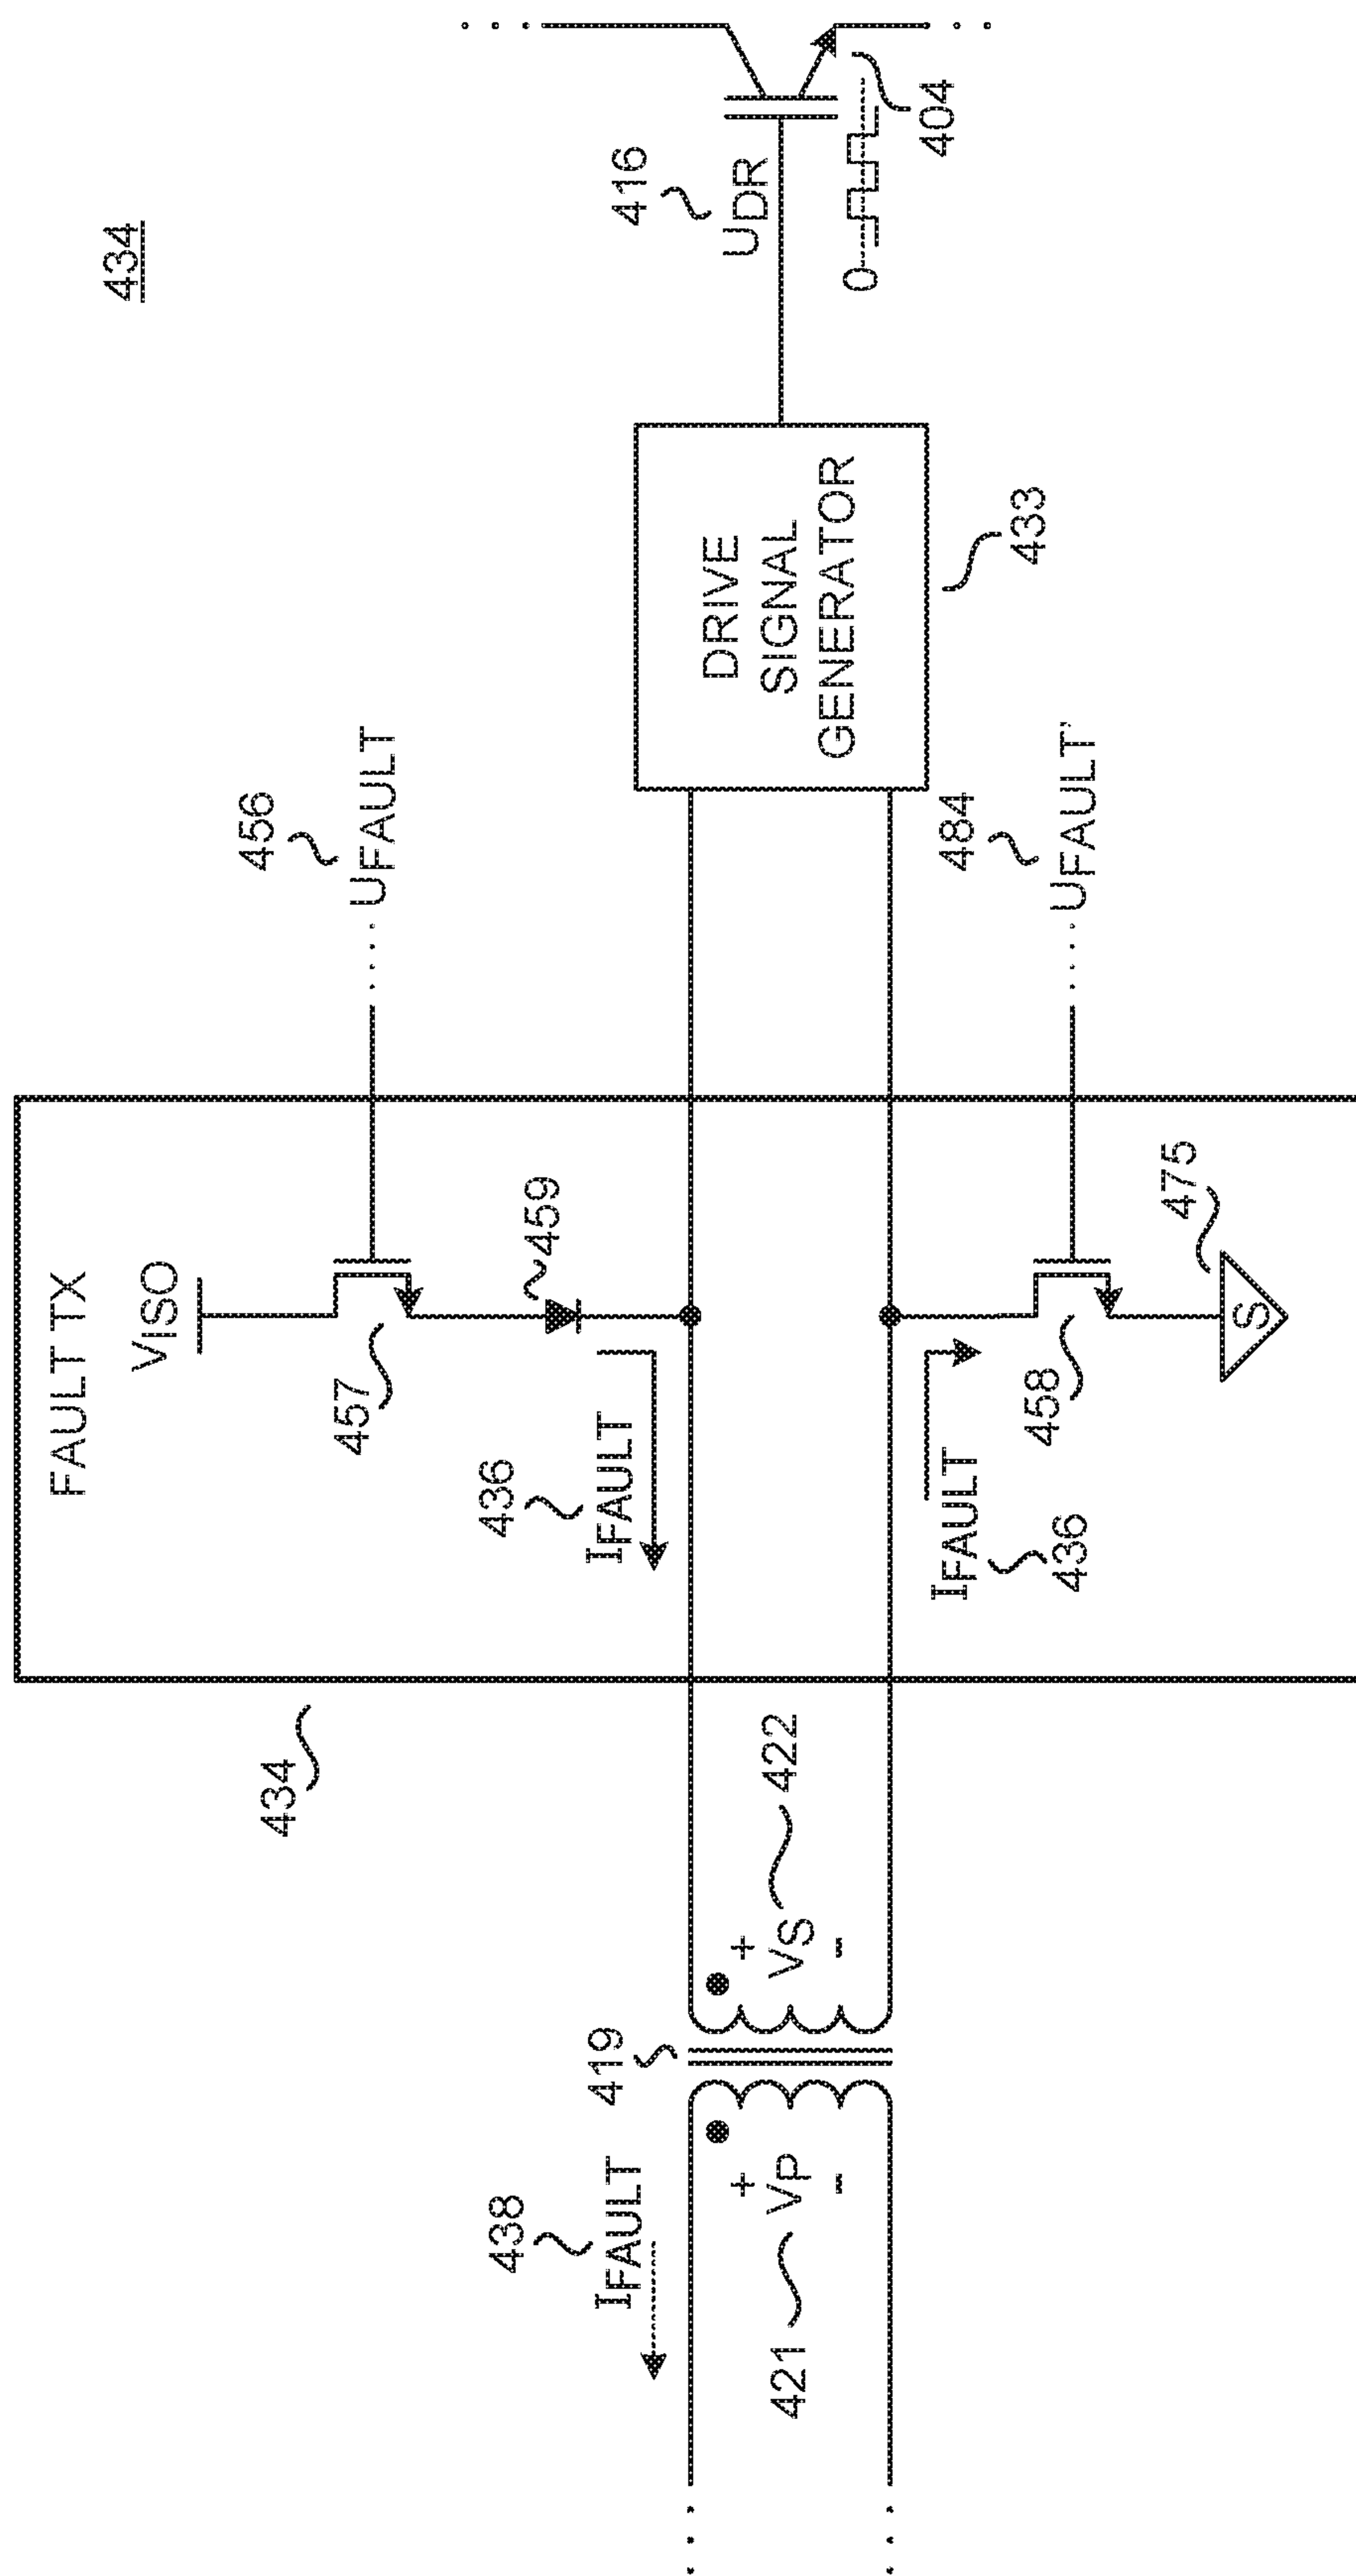 434
FAULT TX
VISO
456
UFAULT
457
459
434
436
IFAULT
438
IFAULT
419
416
UDR
+
VP
-
421
+
VS
-
422
DRIVE
SIGNAL
GENERATOR
433
0
404
IFAULT
436
458
484
UFAULT'
475
S